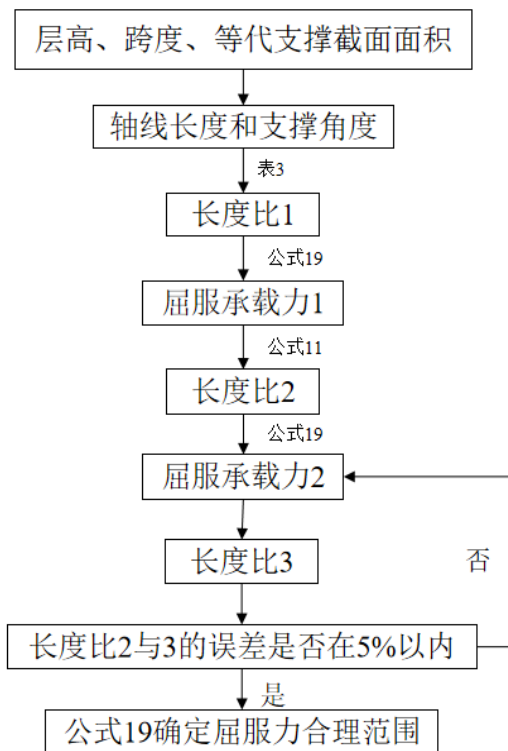 层高、跨度、等代支撑截面面积
轴线长度和支撑角度
表3
长度比1
公式19
屈服承载力1
公式11
长度比2
公式19
屈服承载力2
长度比3
否
长度比2与3的误差是否在5%以内
是
公式19确定屈服力合理范围